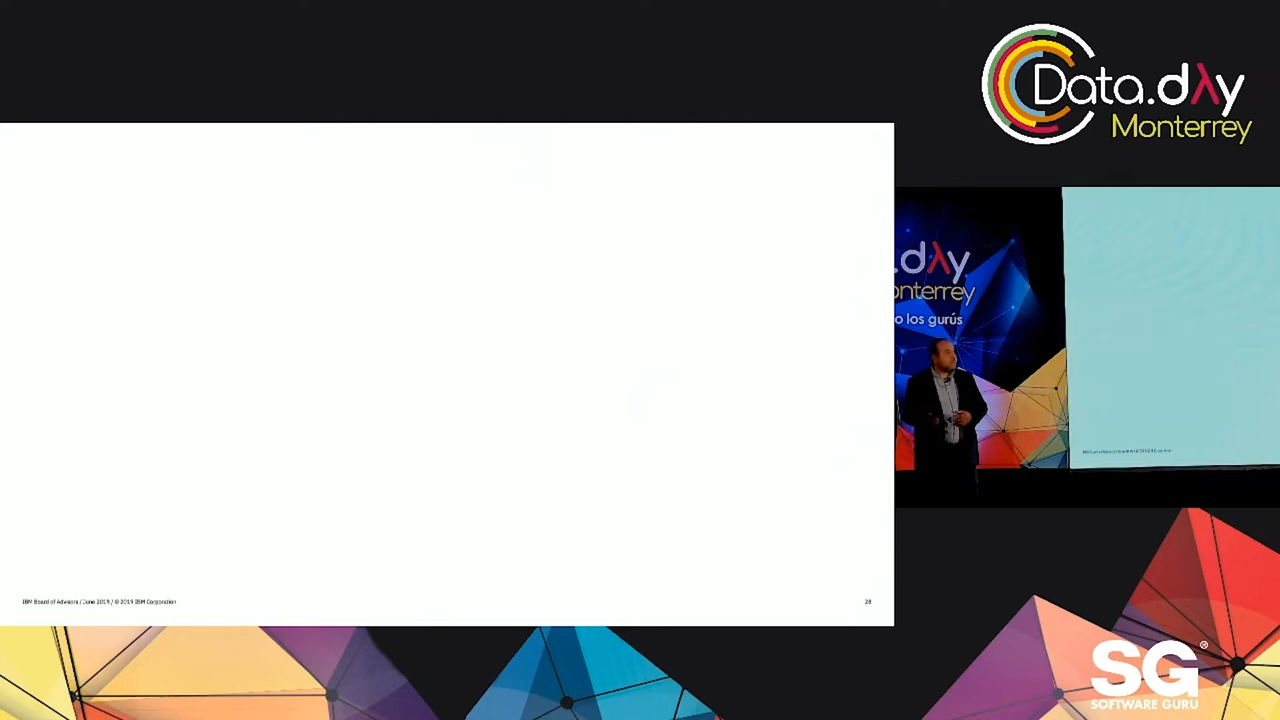 Data.dλy
Monterrey
.dλy
onterrey
o los gurús
IBM Board of Advisors / June 2019 / © 2019 IBM Corporation
28
SG®
SOFTWARE GURU